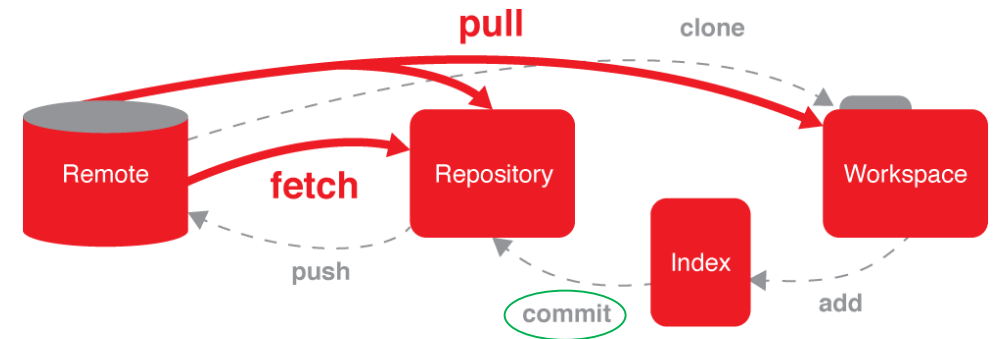 pull
clone
Remote
Repository
Workspace
fetch
push
Index
commit
add